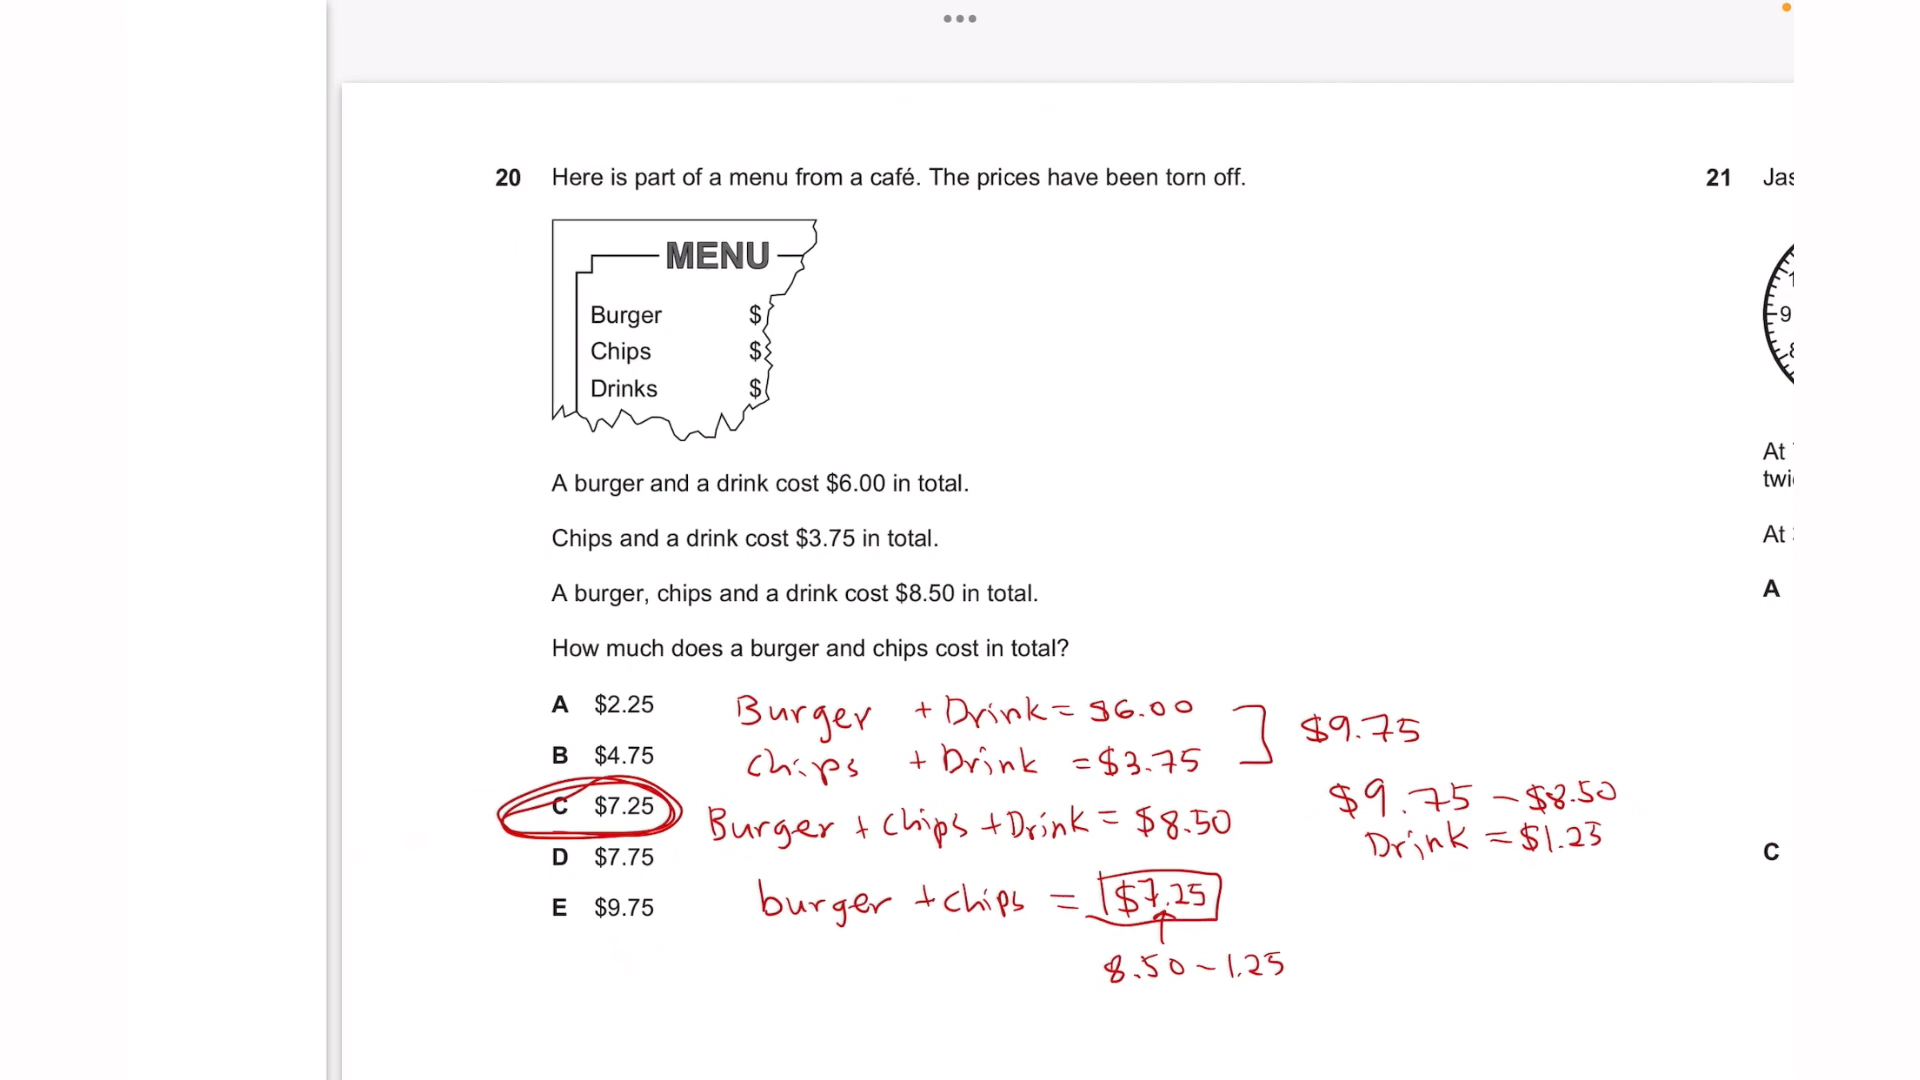 20 Here is part of a menu from a café. The prices have been torn off.
MENU
Burger $
Chips $
Drinks $
A burger and a drink cost $6.00 in total.
Chips and a drink cost $3.75 in total.
A burger, chips and a drink cost $8.50 in total.
How much does a burger and chips cost in total?
A $2.25
B $4.75
C $7.25
D $7.75
E $9.75
Burger + Drink = $6.00
chips + Drink = $3.75
$9.75
Burger + chips + Drink = $8.50
$9.75 - $8.50
Drink = $1.25
burger + chips = $7.25
8.50 - 1.25
21
9
At
At
A
C